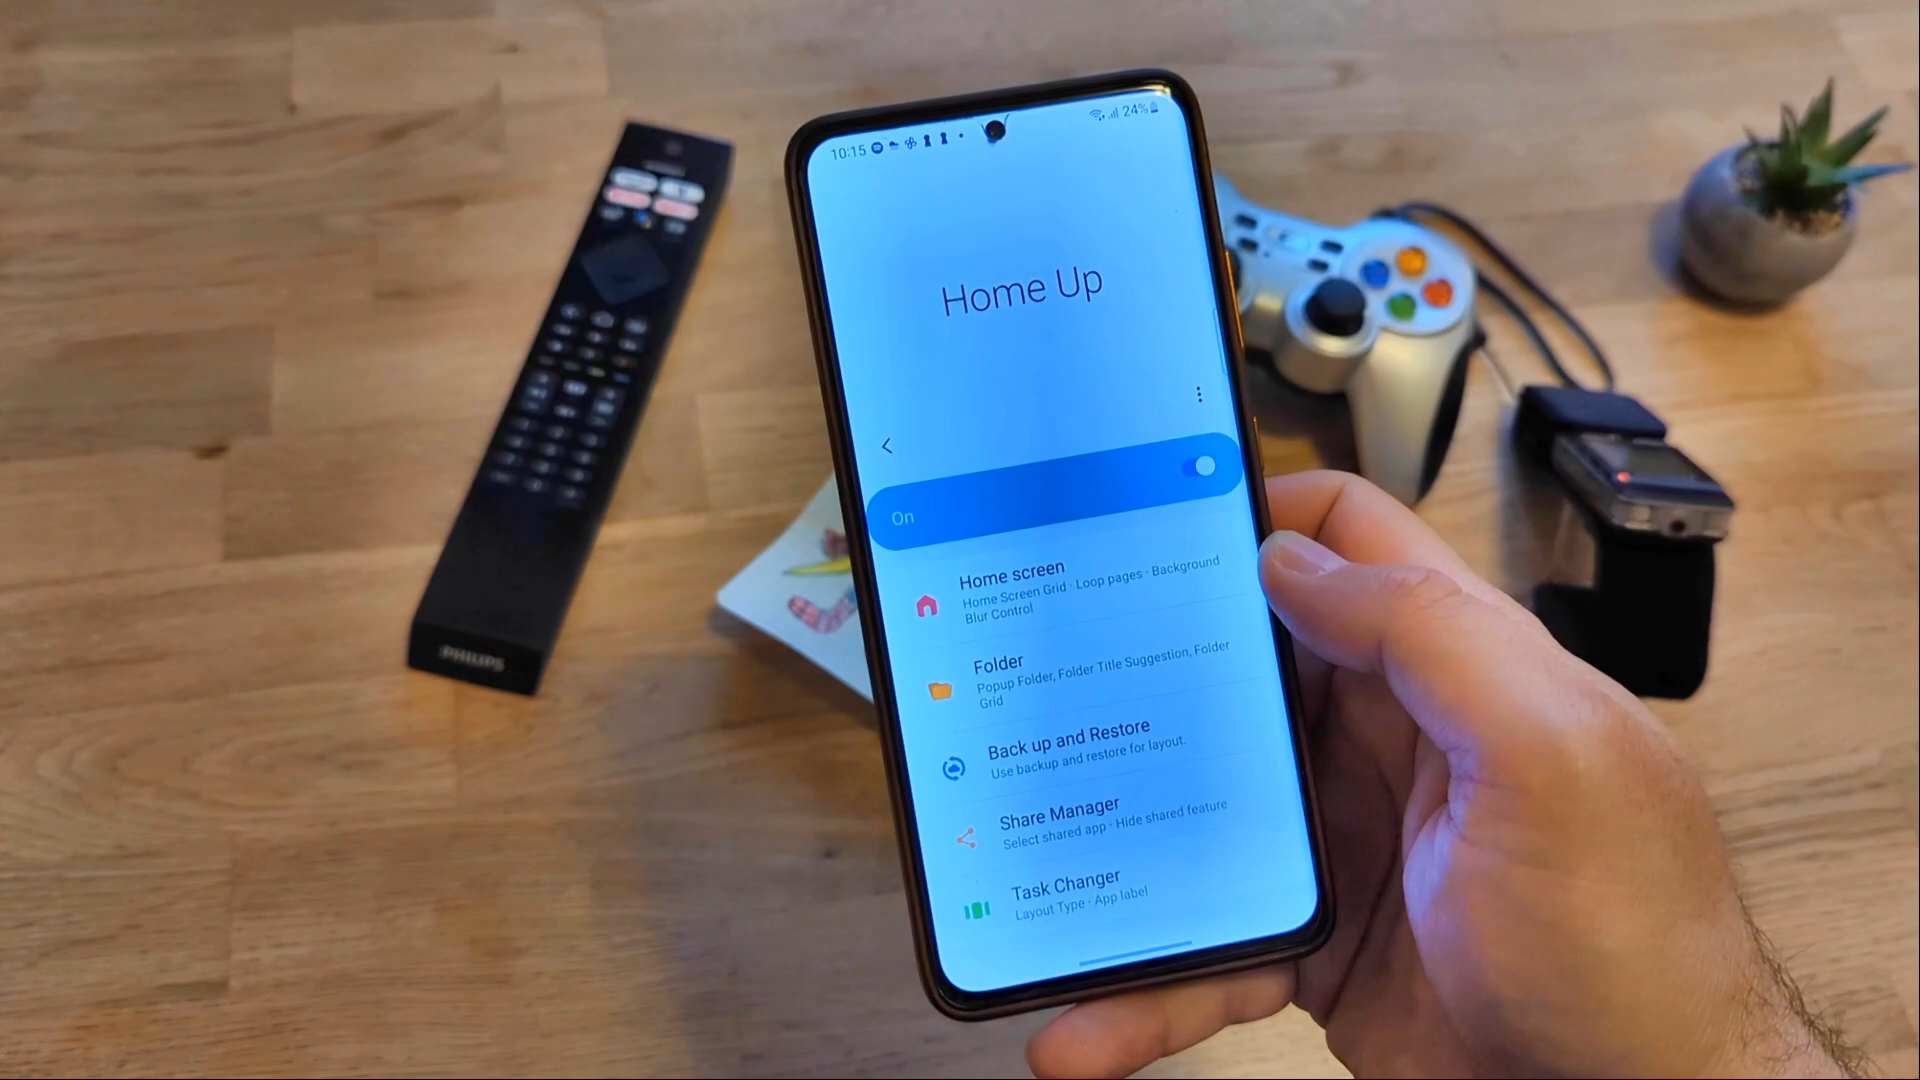 10:15
24%
Home Up
On
Home screen
Home Screen Grid · Loop pages · Background
Blur Control
Folder
Popup Folder, Folder Title Suggestion, Folder
Grid
Back up and Restore
Use backup and restore for layout.
Share Manager
Select shared app · Hide shared feature
Task Changer
Layout Type · App label
PHILIPS